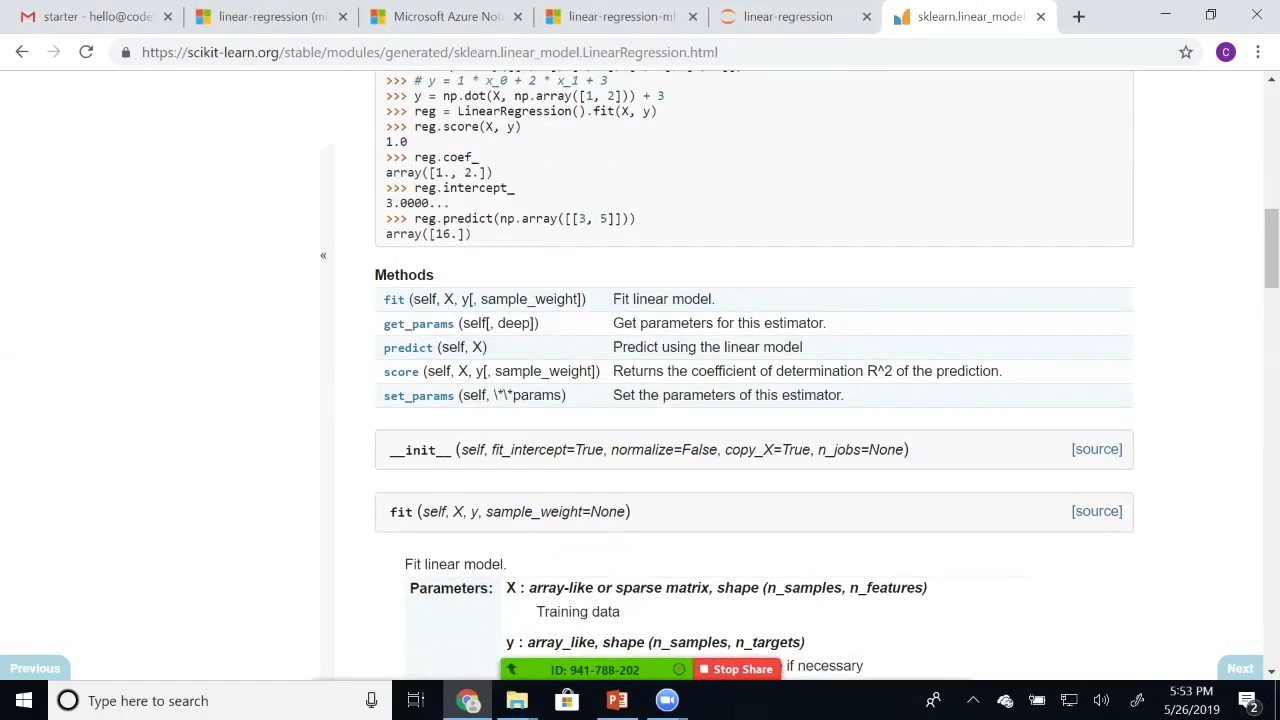 starter - hello@codel
linear-regression (mu
Microsoft Azure Not
linear-regression-ml
linear-regression
sklearn.linear_mode
https://scikit-learn.org/stable/modules/generated/sklearn.linear_model.LinearRegression.html
C
>>> # y = 1 * x_0 + 2 * x_1 + 3
>>> y = np.dot(X, np.array([1, 2])) + 3
>>> reg = LinearRegression().fit(X, y)
>>> reg.score(X, y)
1.0
>>> reg.coef_
array([1., 2.])
>>> reg.intercept_
3.0000...
>>> reg.predict(np.array([[3, 5]]))
array([16.])
«
Methods
fit (self, X, y[, sample_weight]) Fit linear model.
get_params (self[, deep]) Get parameters for this estimator.
predict (self, X) Predict using the linear model
score (self, X, y[, sample_weight]) Returns the coefficient of determination R^2 of the prediction.
set_params (self, \*\*params) Set the parameters of this estimator.
__init__ (self, fit_intercept=True, normalize=False, copy_X=True, n_jobs=None) [source]
fit (self, X, y, sample_weight=None) [source]
Fit linear model.
Parameters: X : array-like or sparse matrix, shape (n_samples, n_features)
Training data
y : array_like, shape (n_samples, n_targets)
if necessary
Previous
ID: 941-788-202 Stop Share
Next
Type here to search
5:53 PM
5/26/2019
2